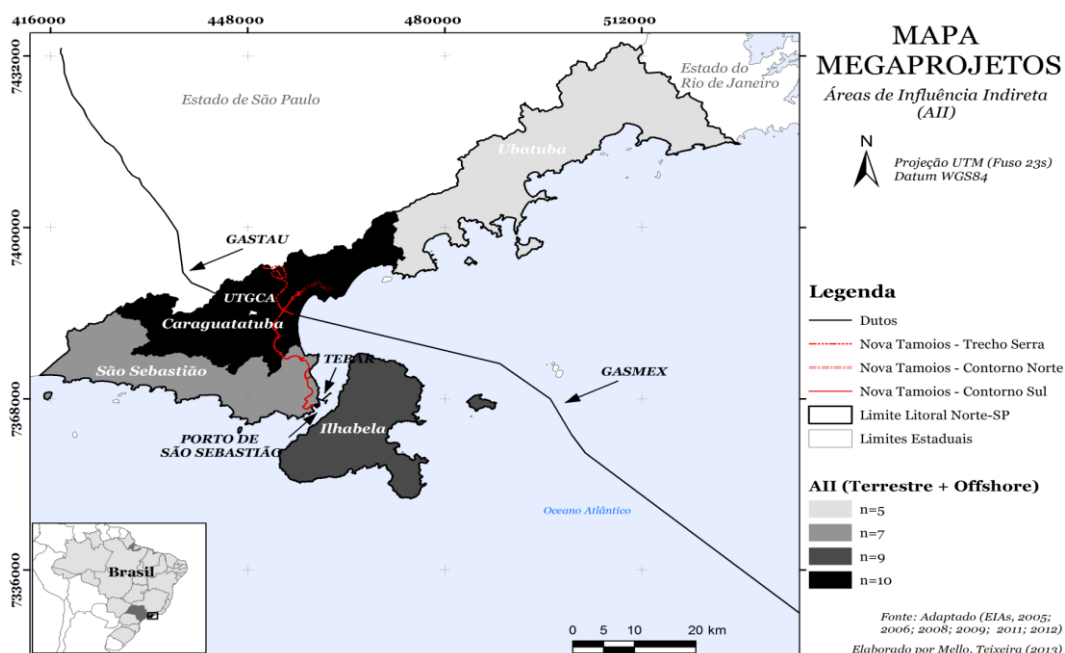 416000 448000 4800000 512000
7432000
7400000
7368000
7336000
Estado de São Paulo
Estado do
Rio de Janeiro
Ubatuba
GASTAU
UTGCA
Caraguatatuba
São Sebastião
TEBAR
GASMEX
PORTO DE
SÃO SEBASTIÃO
Ilhabela
Oceano Atlântico
Brasil
0 5 10 20 km
MAPA
MEGAPROJETOS
Áreas de Influência Indireta
(AII)
N
Projeção UTM (Fuso 23s)
Datum WGS84
Legenda
Dutos
Nova Tamoios - Trecho Serra
Nova Tamoios - Contorno Norte
Nova Tamoios - Contorno Sul
Limite Litoral Norte-SP
Limites Estaduais
AII (Terrestre + Offshore)
n=5
n=7
n=9
n=10
Fonte: Adaptado (EIAs, 2005;
2006; 2008; 2009; 2011; 2012)
Elaborado por Mello, Teixeira (2013)